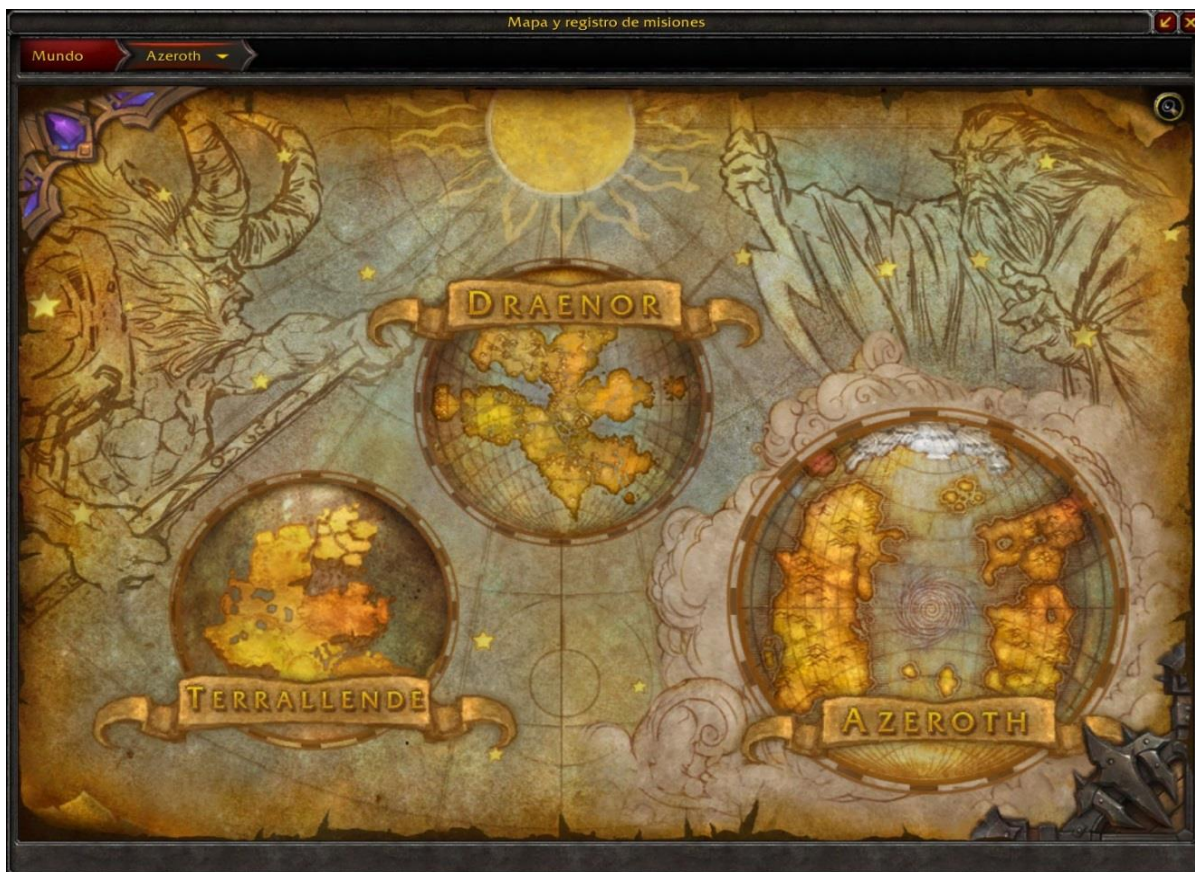 Mapa y registro de misiones
Mundo
Azeroth
DRAENOR
TERRALLENDE
AZEROTH